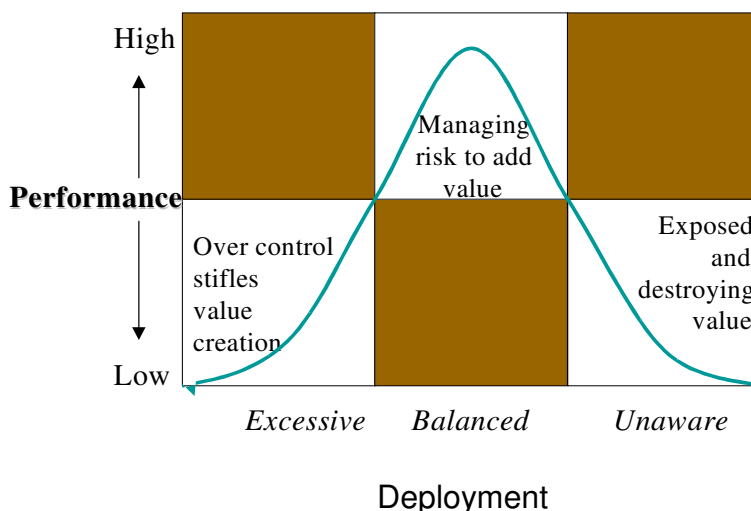 High
Managing
risk to add
value
Performance
Over control
stifles
value
creation
Exposed
and
destroying
value
Low
Excessive
Balanced
Unaware
Deployment